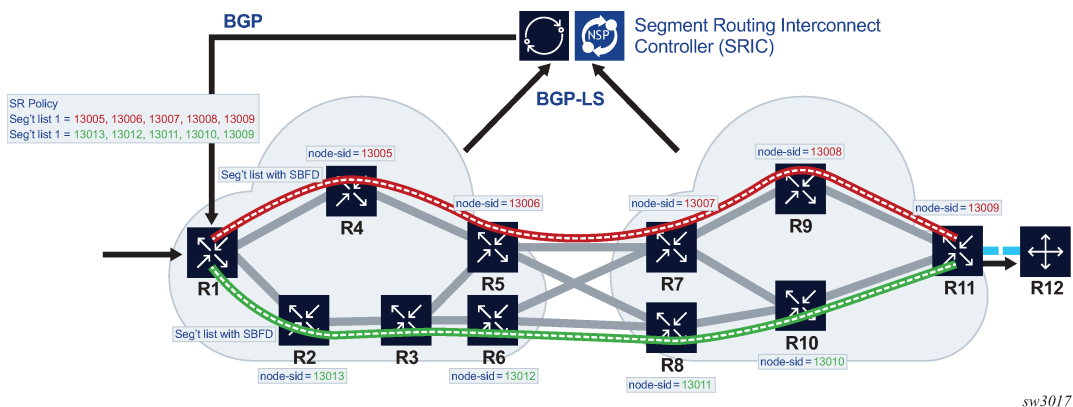 BGP
NSP
Segment Routing Interconnect
Controller (SRIC)
BGP-LS
SR Policy
Seg't list 1 = 13005, 13006, 13007, 13008, 13009
Seg't list 1 = 13013, 13012, 13011, 13010, 13009
node-sid = 13005
node-sid = 13008
Seg't list with SBFD
node-sid = 13006
node-sid = 13007
node-sid = 13009
R4
R9
R1
R5
R7
R11
R12
Seg't list with SBFD
R2
R3
R6
R8
R10
node-sid = 13013
node-sid = 13012
node-sid = 13011
node-sid = 13010
sw3017